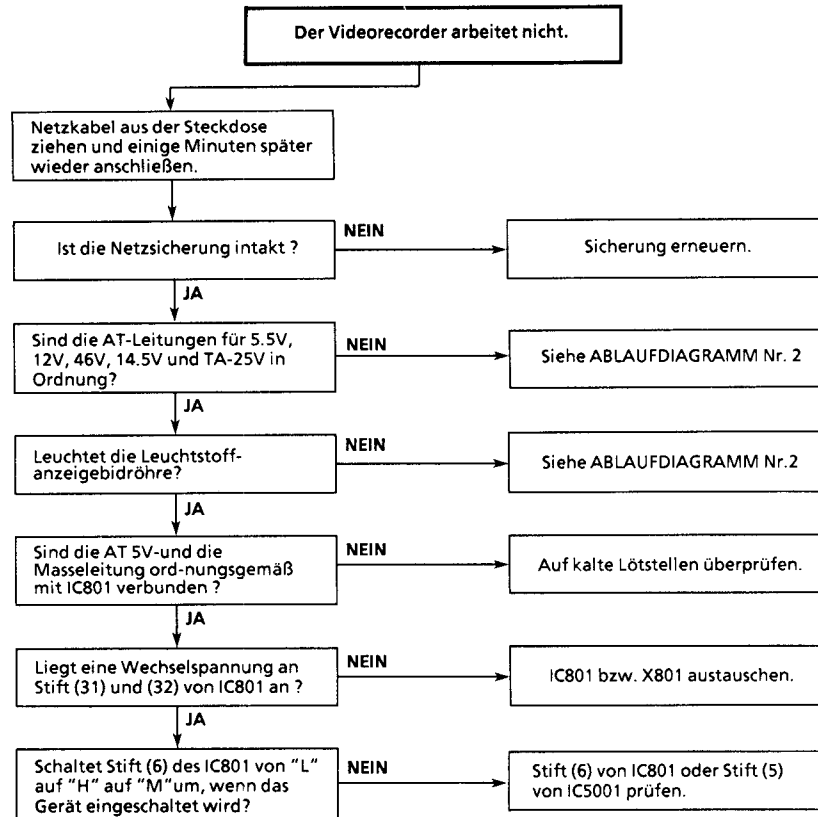 Der Videorecorder arbeitet nicht.
Netzkabel aus der Steckdose
ziehen und einige Minuten später
wieder anschließen.
Ist die Netzsicherung intakt ?
NEIN
Sicherung erneuern.
JA
Sind die AT-Leitungen für 5.5V,
12V, 46V, 14.5V und TA-25V in
Ordnung?
NEIN
Siehe ABLAUFDIAGRAMM Nr. 2
JA
Leuchtet die Leuchtstoff-
anzeigebidröhre?
NEIN
Siehe ABLAUFDIAGRAMM Nr.2
JA
Sind die AT 5V-und die
Masseleitung ord-nungsgemäß
mit IC801 verbunden ?
NEIN
Auf kalte Lötstellen überprüfen.
JA
Liegt eine Wechselspannung an
Stift (31) und (32) von IC801 an ?
NEIN
IC801 bzw. X801 austauschen.
JA
Schaltet Stift (6) des IC801 von "L"
auf "H" auf "M"um, wenn das
Gerät eingeschaltet wird?
NEIN
Stift (6) von IC801 oder Stift (5)
von IC5001 prüfen.